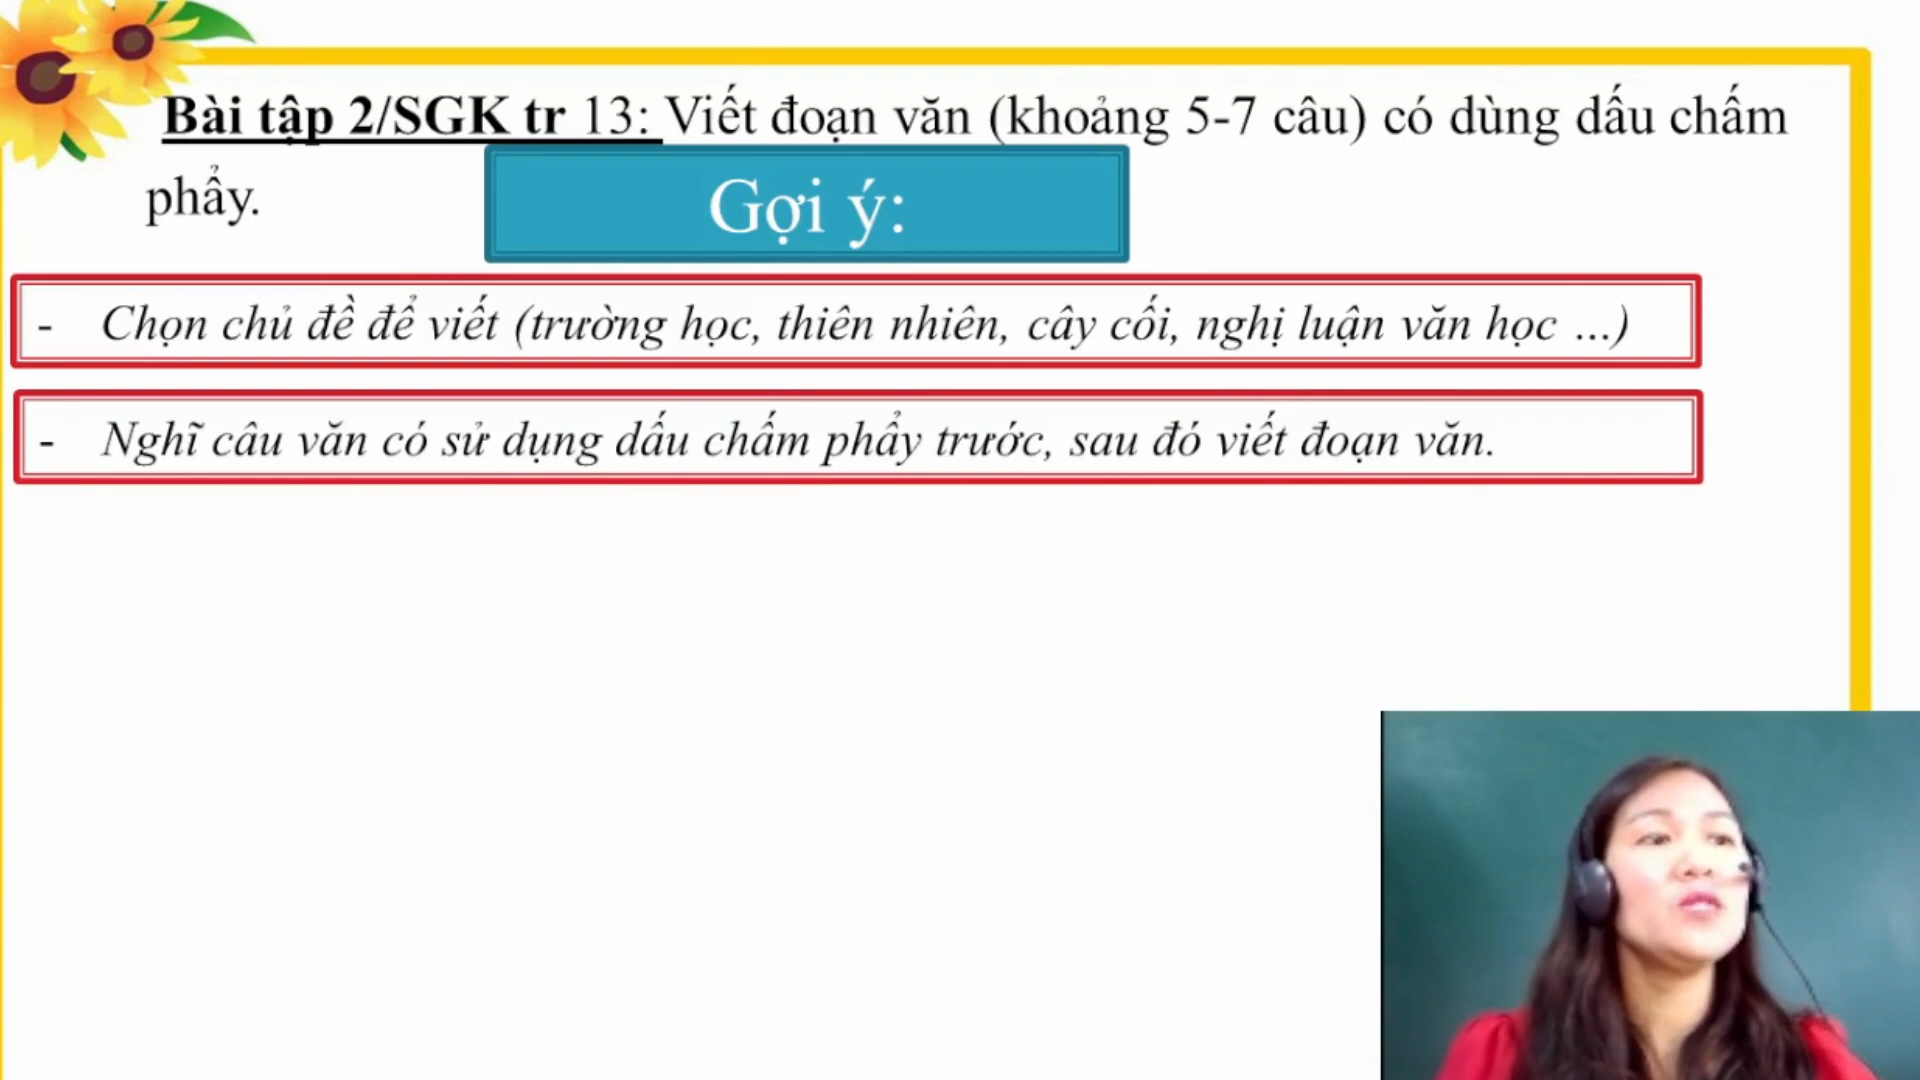 Bài tập 2/SGK tr 13: Viết đoạn văn (khoảng 5-7 câu) có dùng dấu chấm
phẩy.
Gợi ý:
- Chọn chủ đề để viết (trường học, thiên nhiên, cây cối, nghị luận văn học ...)
- Nghĩ câu văn có sử dụng dấu chấm phẩy trước, sau đó viết đoạn văn.